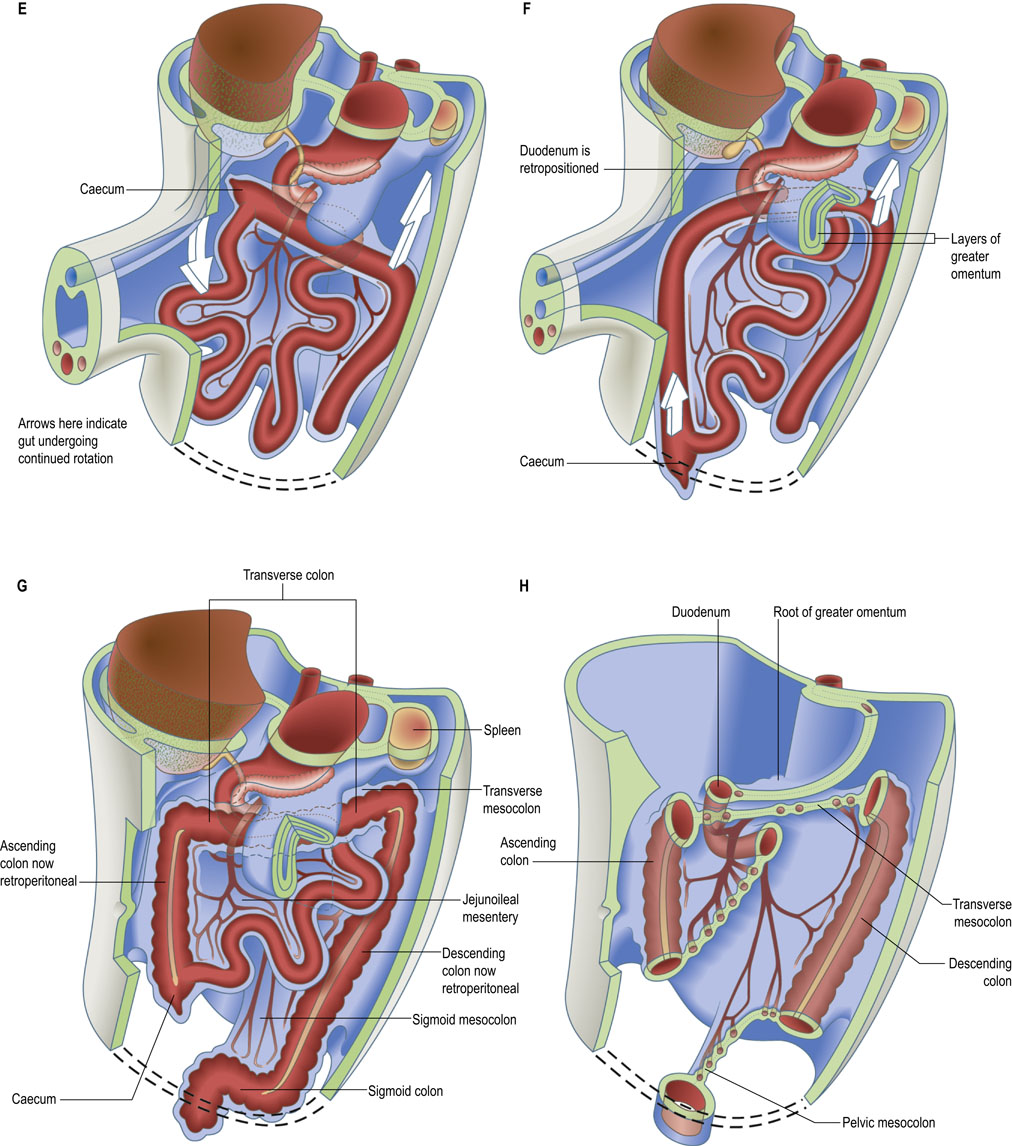 E
Caecum
Arrows here indicate
gut undergoing
continued rotation
F
Duodenum is
retropositioned
Layers of
greater
omentum
Caecum
G
Transverse colon
Spleen
Transverse
mesocolon
Ascending
colon now
retroperitoneal
Jejunoileal
mesentery
Descending
colon now
retroperitoneal
Sigmoid mesocolon
Caecum
Sigmoid colon
H
Duodenum
Root of greater omentum
Ascending
colon
Transverse
mesocolon
Descending
colon
Pelvic mesocolon